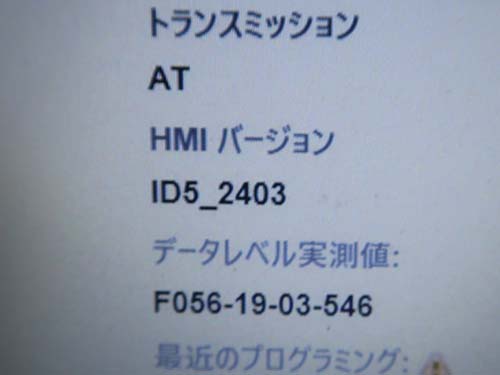 トランスミッション
AT
HMI バージョン
ID5_2403
データレベル実測値:
F056-19-03-546
最近のプログラミング: